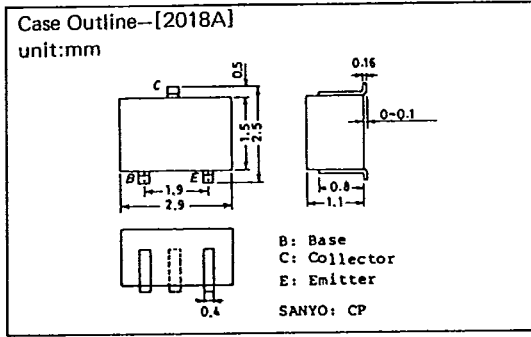 Case Outline—[2018A]
unit:mm
C
0.5
1.5
2.5
B
E
1.9
2.9
0.16
0~0.1
0.8
1.1
0.4
B: Base
C: Collector
E: Emitter
SANYO: CP